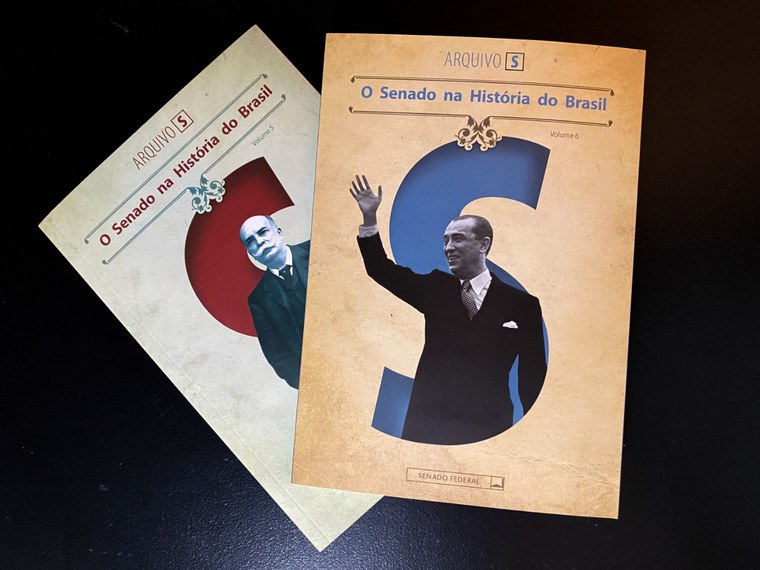 ARQUIVO S
O Senado na História do Brasil
Volume 5
ARQUIVO S
O Senado na História do Brasil
Volume 6
SENADO FEDERAL